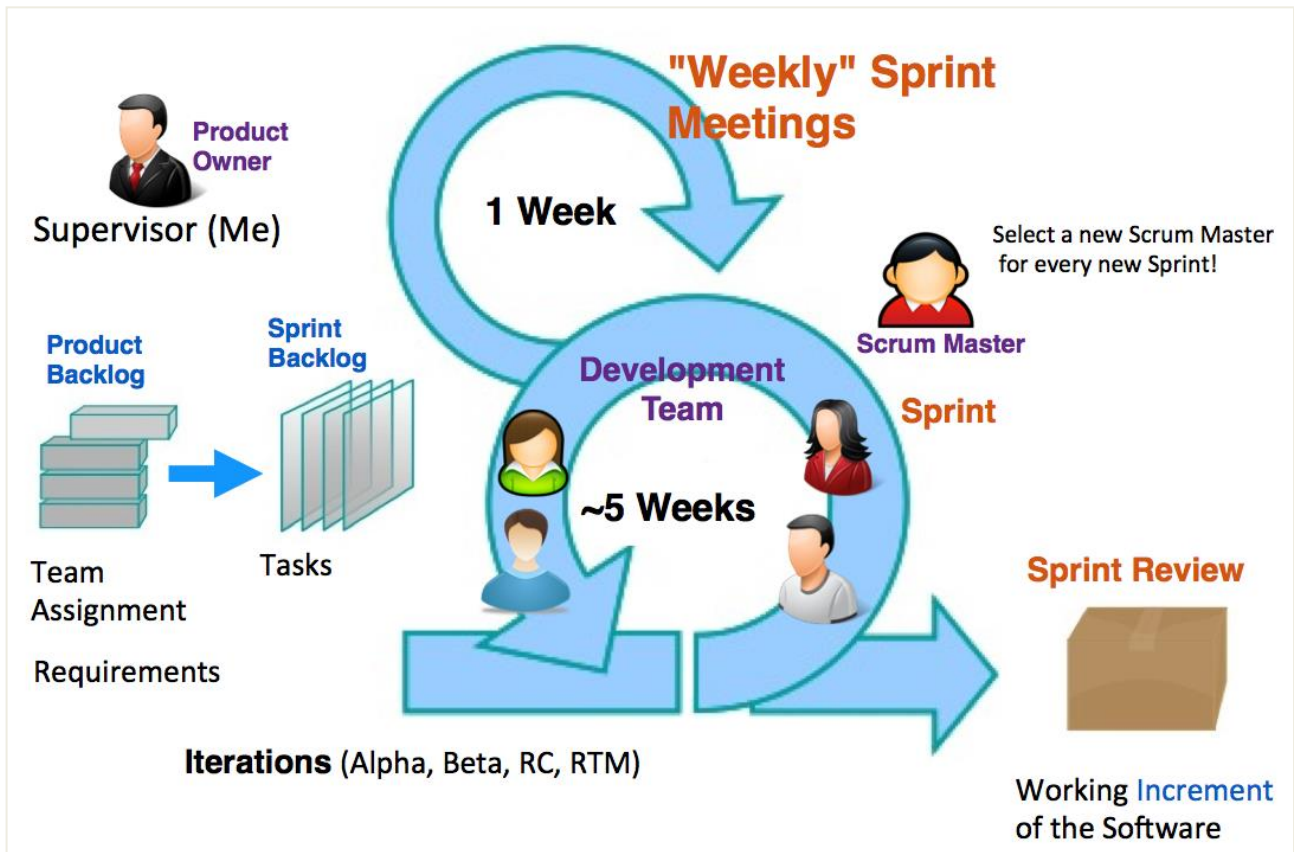 "Weekly" Sprint
Meetings
Product
Owner
Supervisor (Me)
1 Week
Select a new Scrum Master
for every new Sprint!
Scrum Master
Product
Backlog
Sprint
Backlog
Development
Team
Sprint
~5 Weeks
Team
Assignment
Requirements
Tasks
Sprint Review
Iterations (Alpha, Beta, RC, RTM)
Working Increment
of the Software